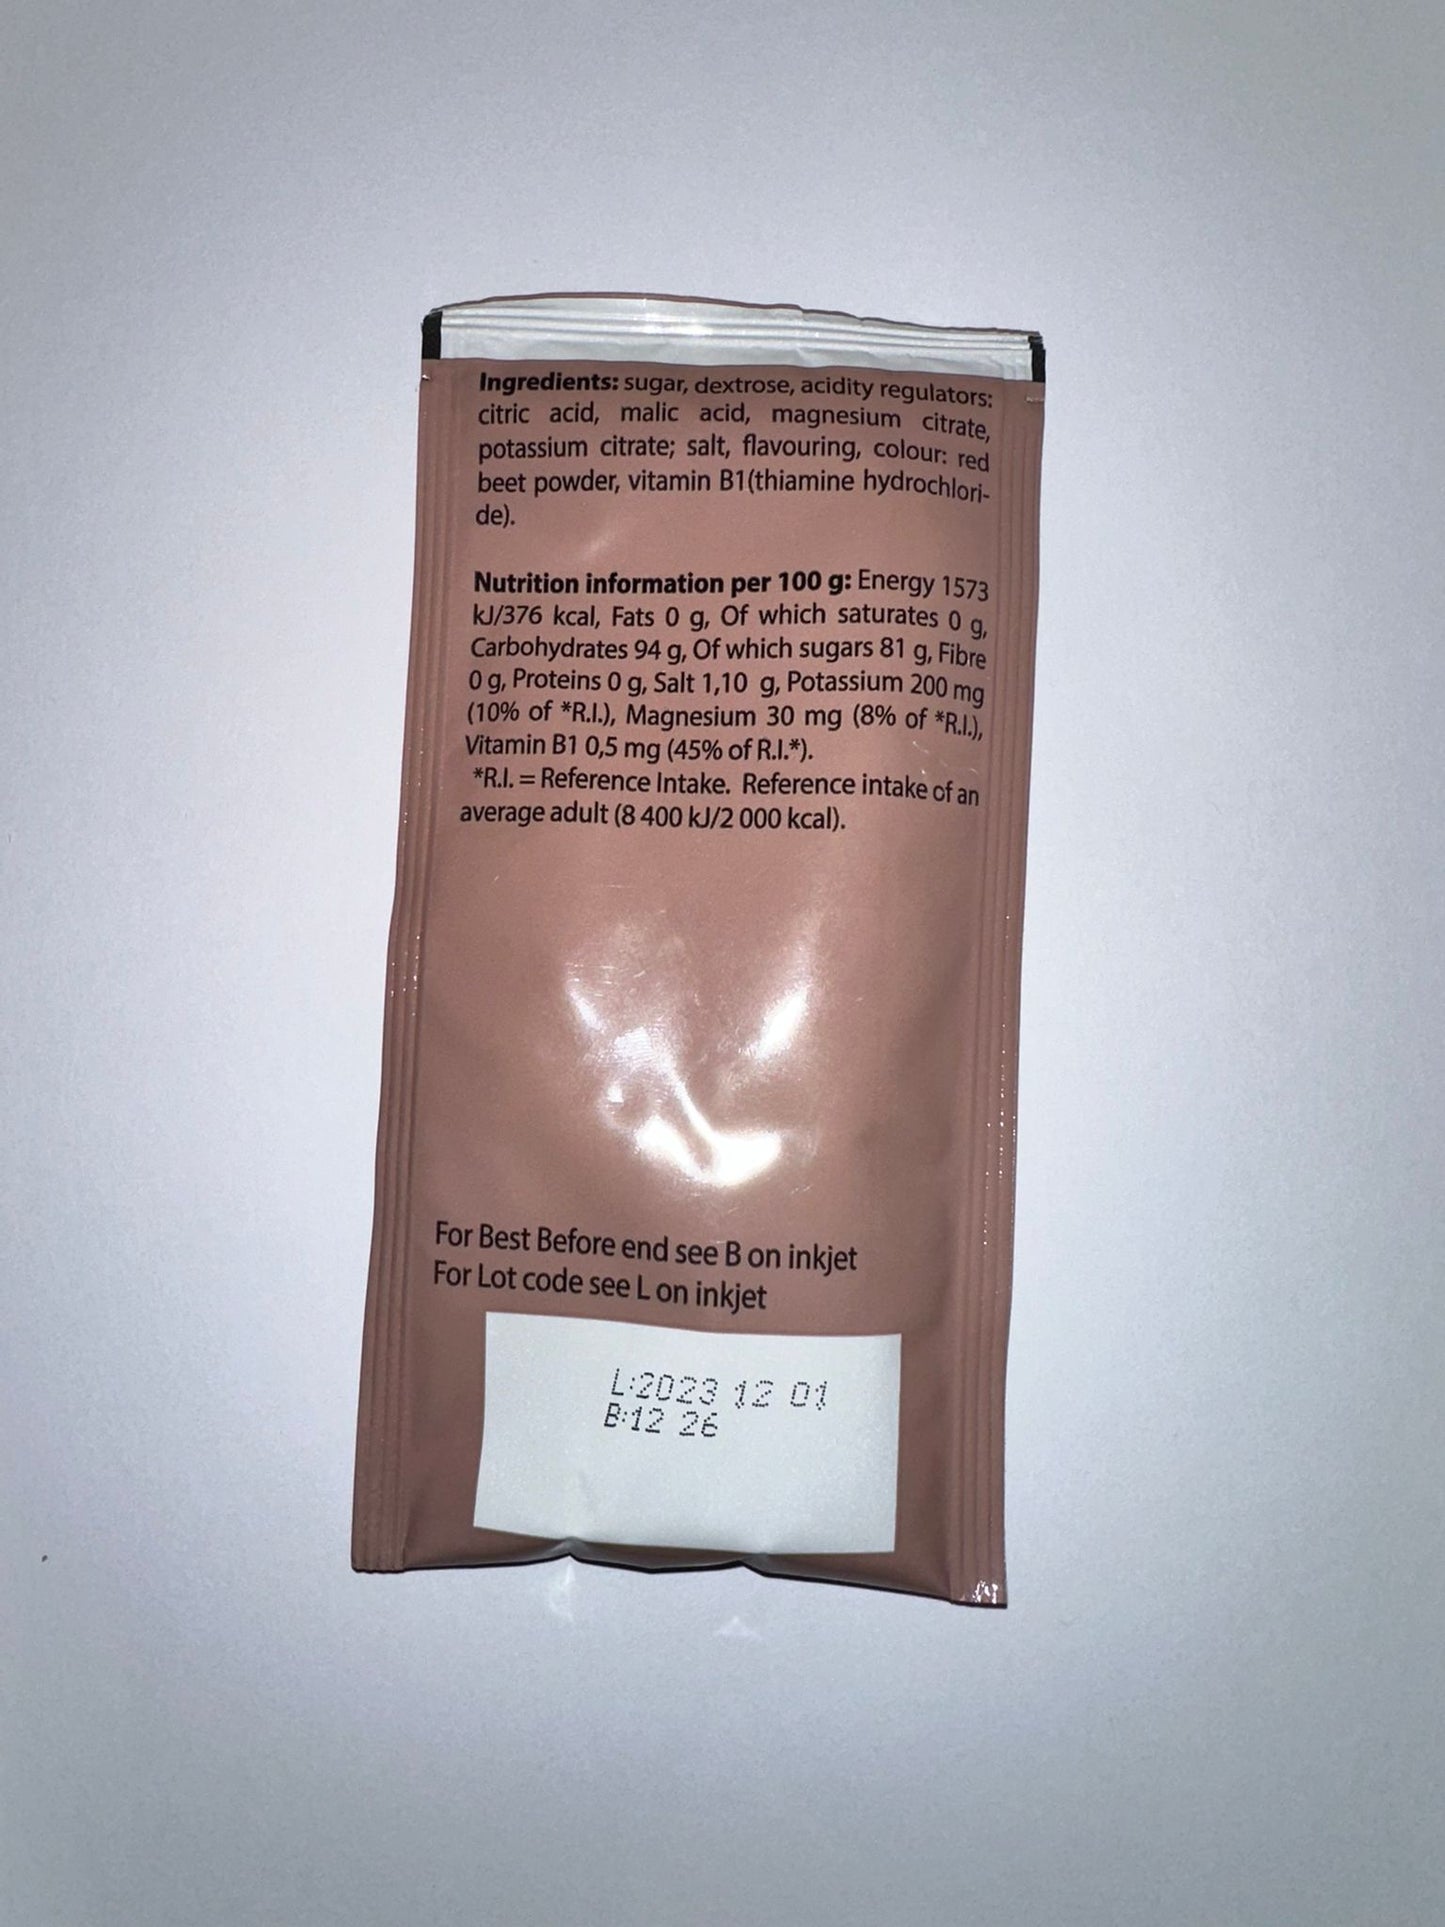 Ingredients: sugar, dextrose, acidity regulators:
citric acid, malic acid, magnesium citrate,
potassium citrate; salt, flavouring, colour: red
beet powder, vitamin B1(thiamine hydrochlori-
de).
Nutrition information per 100 g: Energy 1573
kJ/376 kcal, Fats 0 g, Of which saturates 0 g,
Carbohydrates 94 g, Of which sugars 81 g, Fibre
0 g, Proteins 0 g, Salt 1,10 g, Potassium 200 mg
(10% of *R.I.), Magnesium 30 mg (8% of *R.I.),
Vitamin B1 0,5 mg (45% of R.I.*).
*R.I. = Reference Intake. Reference intake of an
average adult (8 400 kJ/2 000 kcal).
For Best Before end see B on inkjet
For Lot code see L on inkjet
L:2023 12 01
B:12 26